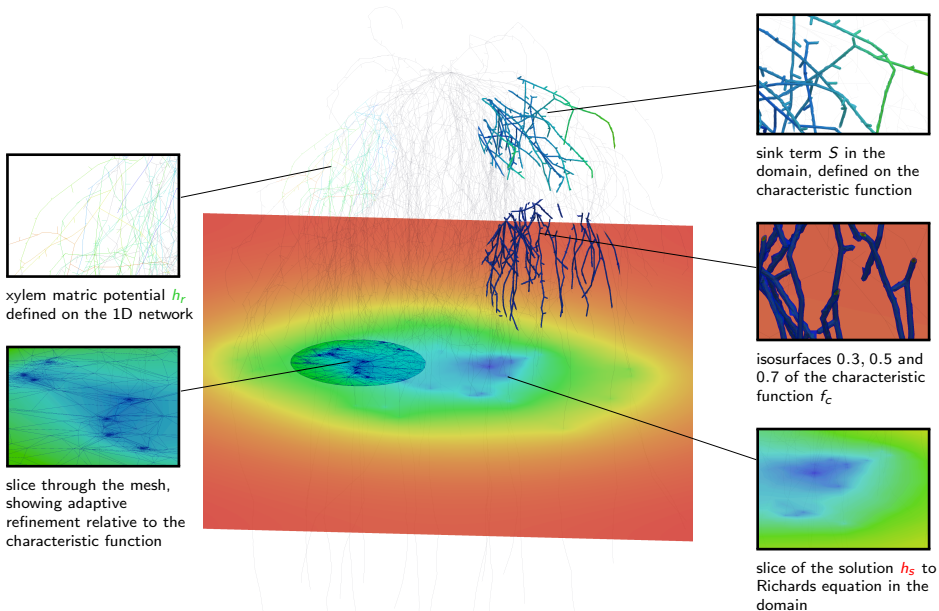 xylem matric potential h_r
defined on the 1D network
slice through the mesh,
showing adaptive
refinement relative to the
characteristic function
sink term S in the
domain, defined on the
characteristic function
isosurfaces 0.3, 0.5 and
0.7 of the characteristic
function f_c
slice of the solution h_s to
Richards equation in the
domain